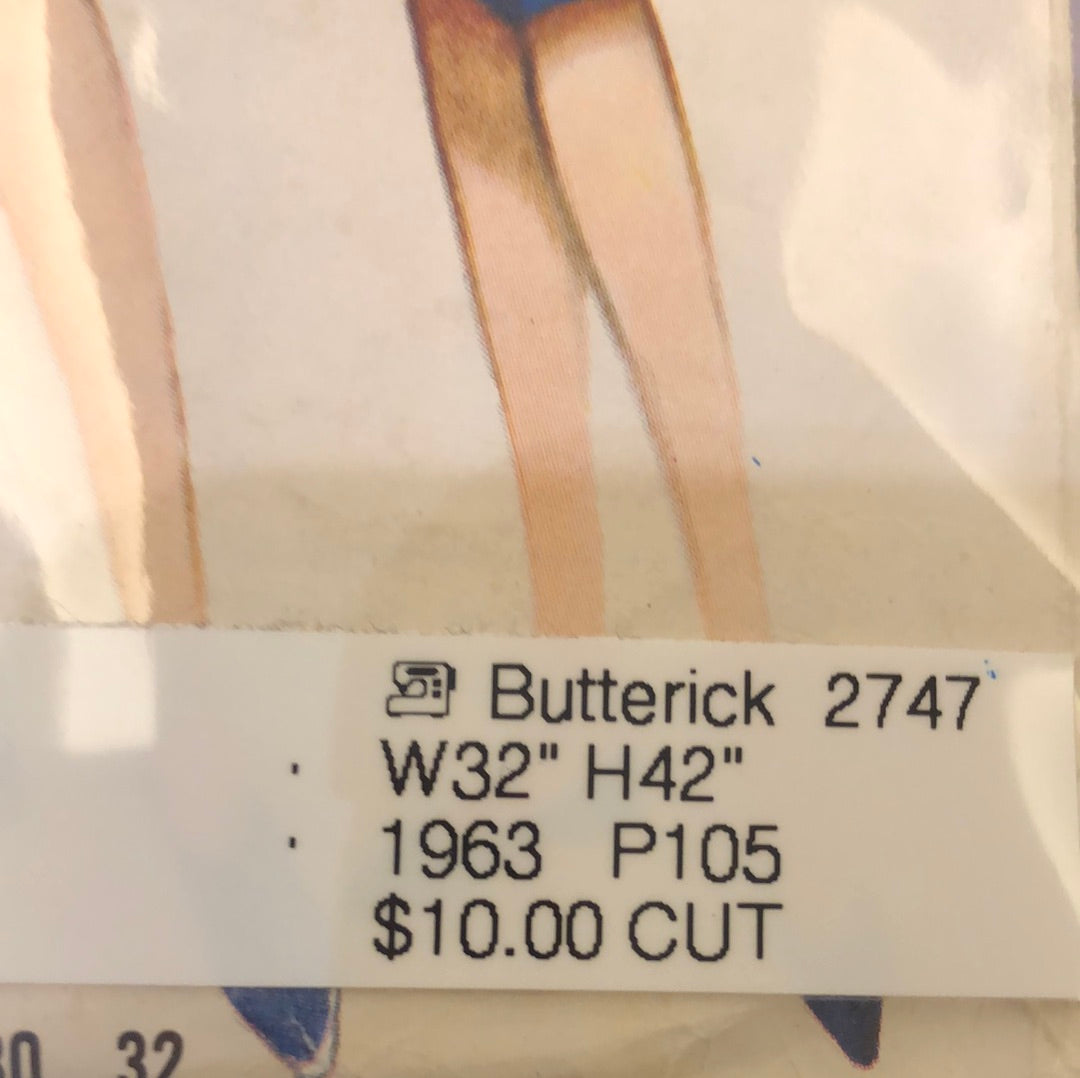 Butterick 2747
W32" H42"
1963 P105
$10.00 CUT
32